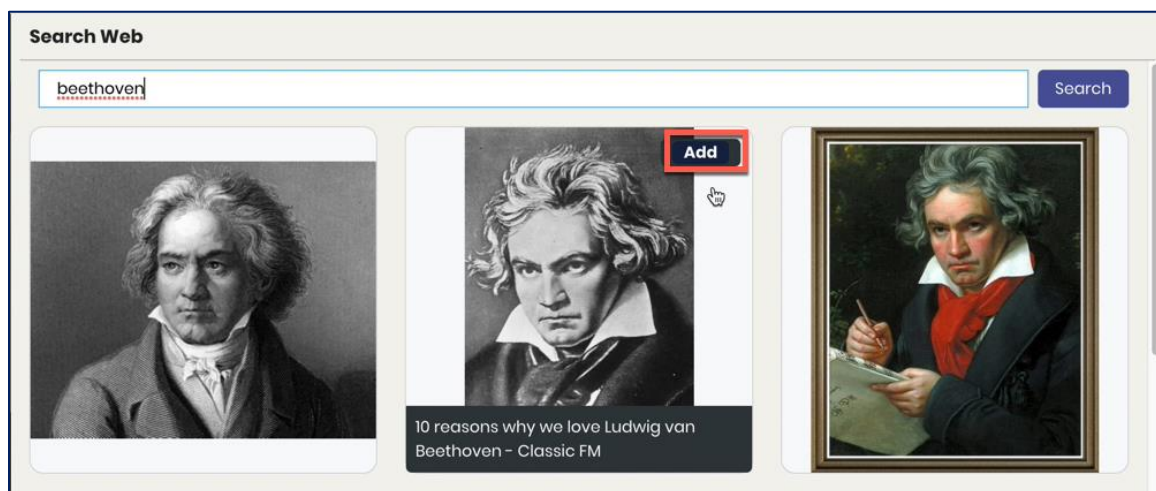 Search Web
beethoven
Search
Add
10 reasons why we love Ludwig van
Beethoven - Classic FM